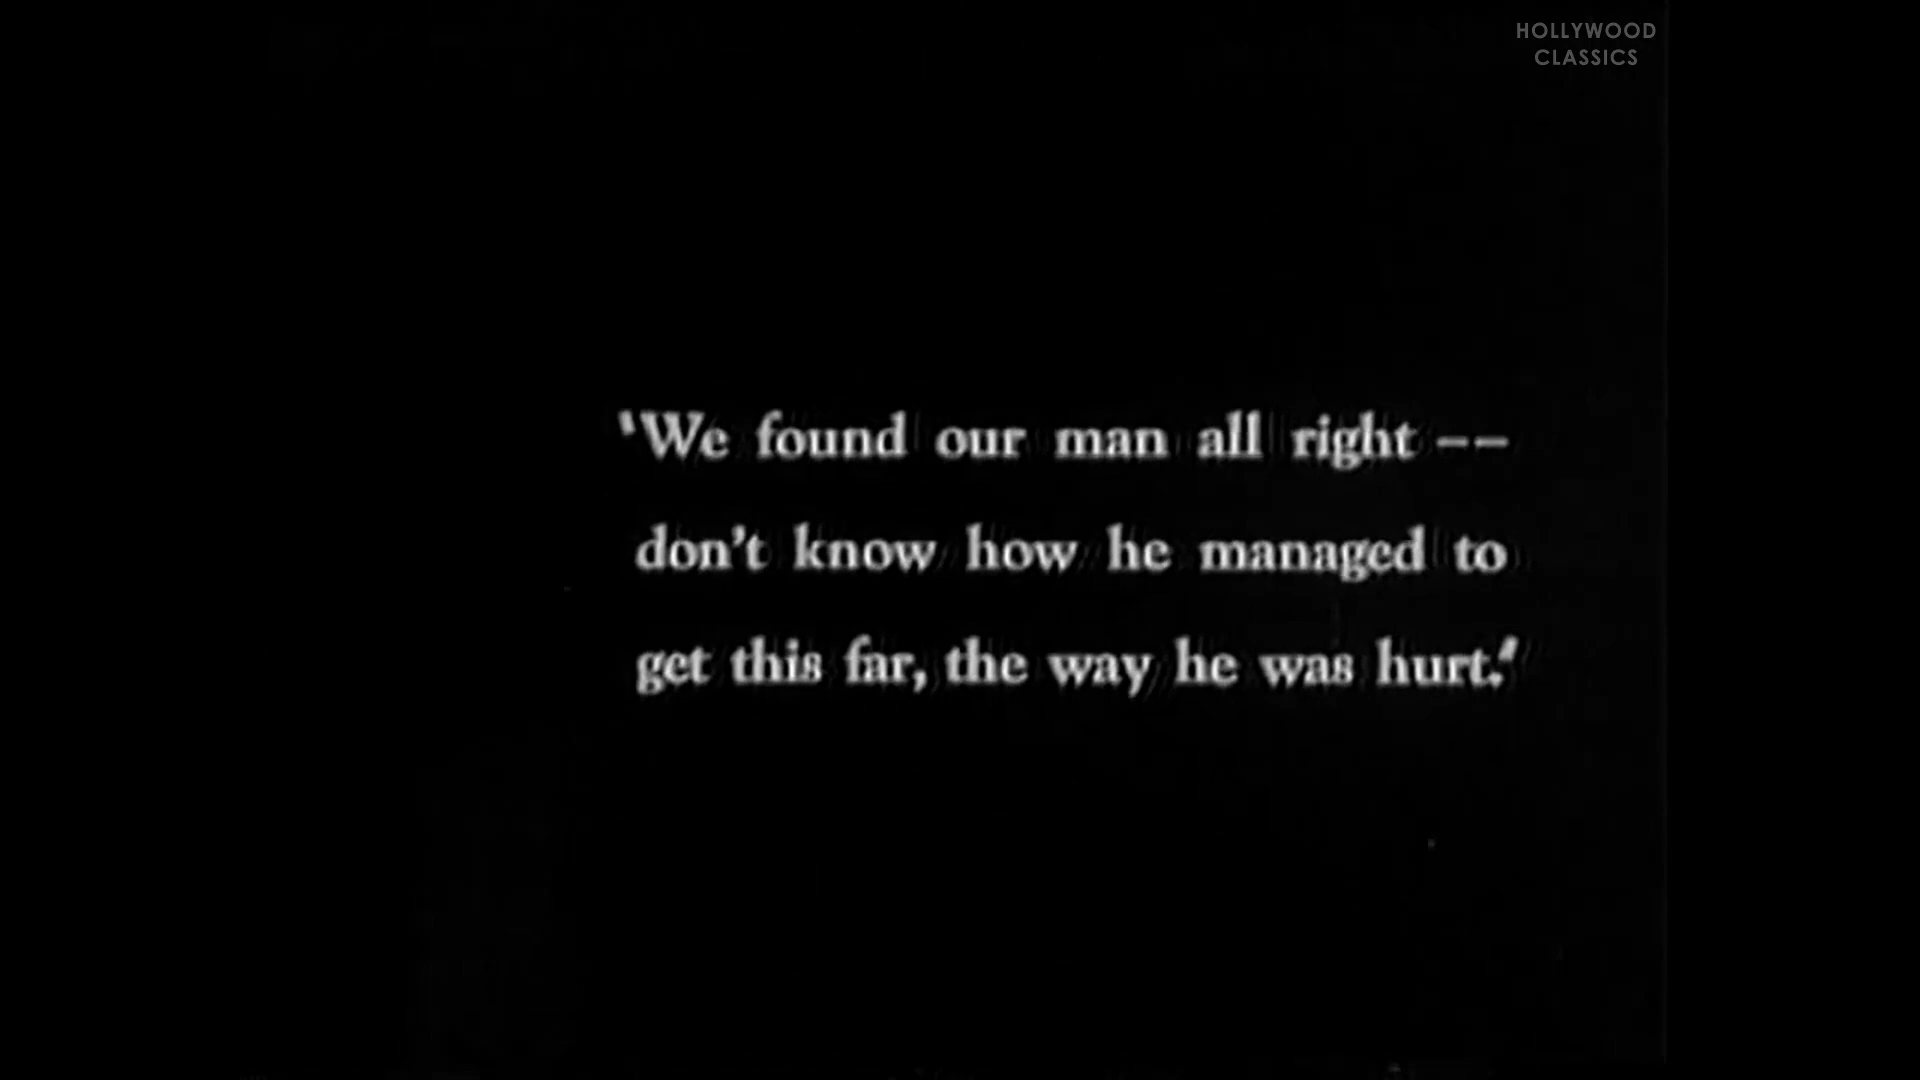 HOLLYWOOD
CLASSICS
'We found our man all right --
don't know how he managed to
get this far, the way he was hurt.'